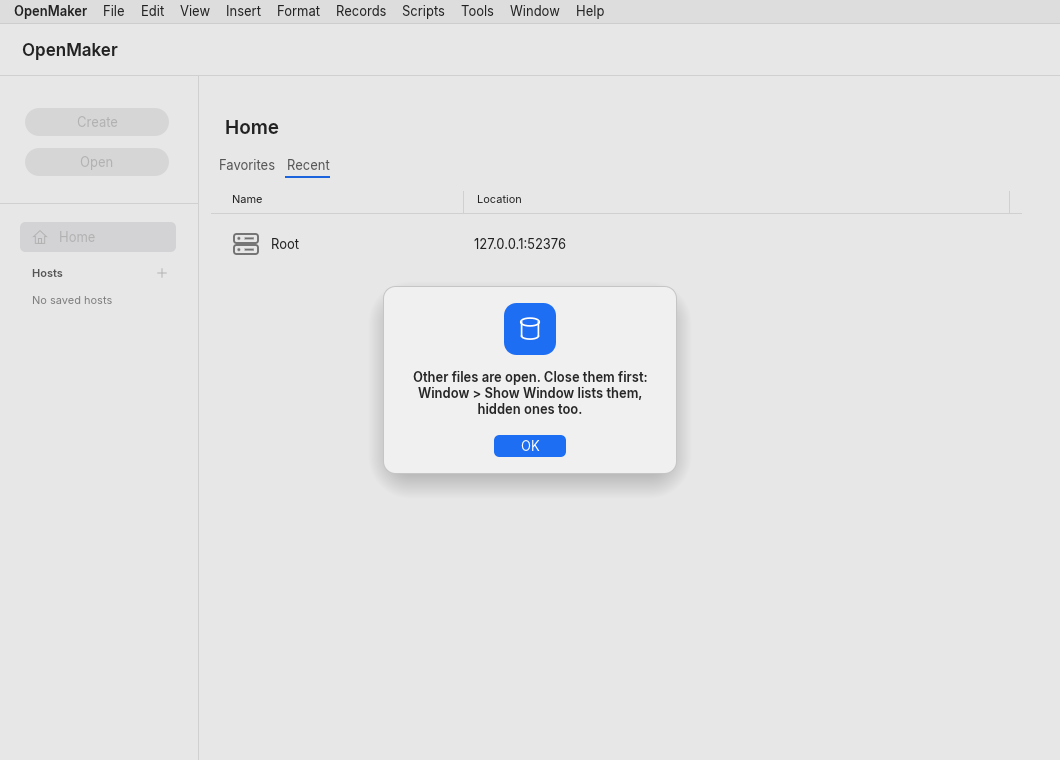 OpenMaker File Edit View Insert Format Records Scripts Tools Window Help
OpenMaker
Create
Open
Home
Hosts
No saved hosts
Home
Favorites Recent
Name Location
Root 127.0.0.1:52376
Other files are open. Close them first:
Window > Show Window lists them,
hidden ones too.
OK